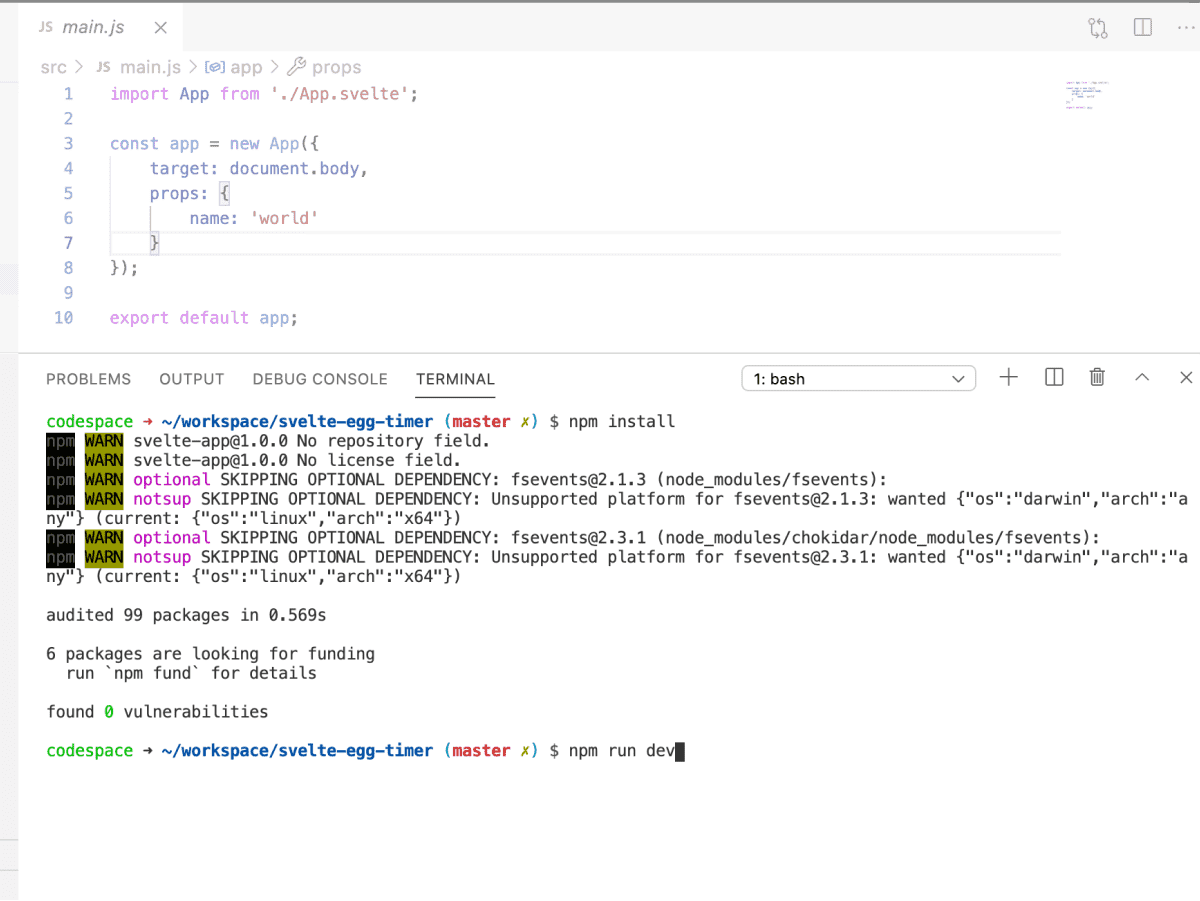 JS main.js
src > JS main.js > app > props
1 import App from './App.svelte';
2
3 const app = new App({
4 target: document.body,
5 props: {
6 name: 'world'
7 }
8 });
9
10 export default app;
PROBLEMS OUTPUT DEBUG CONSOLE TERMINAL 1: bash
codespace ➜ ~/workspace/svelte-egg-timer (master ✗) $ npm install
npm WARN svelte-app@1.0.0 No repository field.
npm WARN svelte-app@1.0.0 No license field.
npm WARN optional SKIPPING OPTIONAL DEPENDENCY: fsevents@2.1.3 (node_modules/fsevents):
npm WARN notsup SKIPPING OPTIONAL DEPENDENCY: Unsupported platform for fsevents@2.1.3: wanted {"os":"darwin","arch":"a
ny"} (current: {"os":"linux","arch":"x64"})
npm WARN optional SKIPPING OPTIONAL DEPENDENCY: fsevents@2.3.1 (node_modules/chokidar/node_modules/fsevents):
npm WARN notsup SKIPPING OPTIONAL DEPENDENCY: Unsupported platform for fsevents@2.3.1: wanted {"os":"darwin","arch":"a
ny"} (current: {"os":"linux","arch":"x64"})
audited 99 packages in 0.569s
6 packages are looking for funding
run `npm fund` for details
found 0 vulnerabilities
codespace ➜ ~/workspace/svelte-egg-timer (master ✗) $ npm run dev